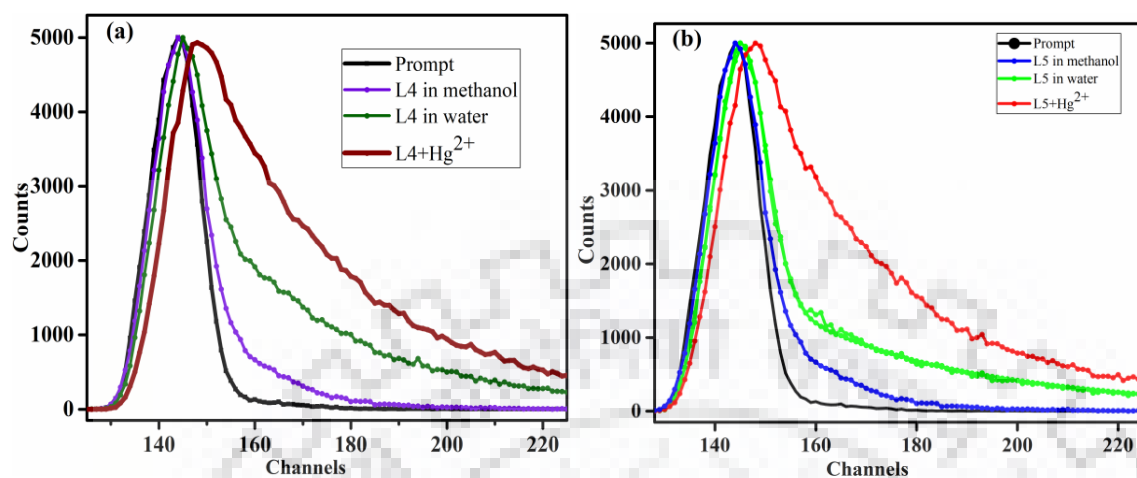 (a)
Prompt
L4 in methanol
L4 in water
L4+Hg²⁺
Counts
5000
4000
3000
2000
1000
0
140 160 180 200 220
Channels
(b)
Prompt
L5 in methanol
L5 in water
L5+Hg²⁺
Counts
5000
4000
3000
2000
1000
0
140 160 180 200 220
Channels